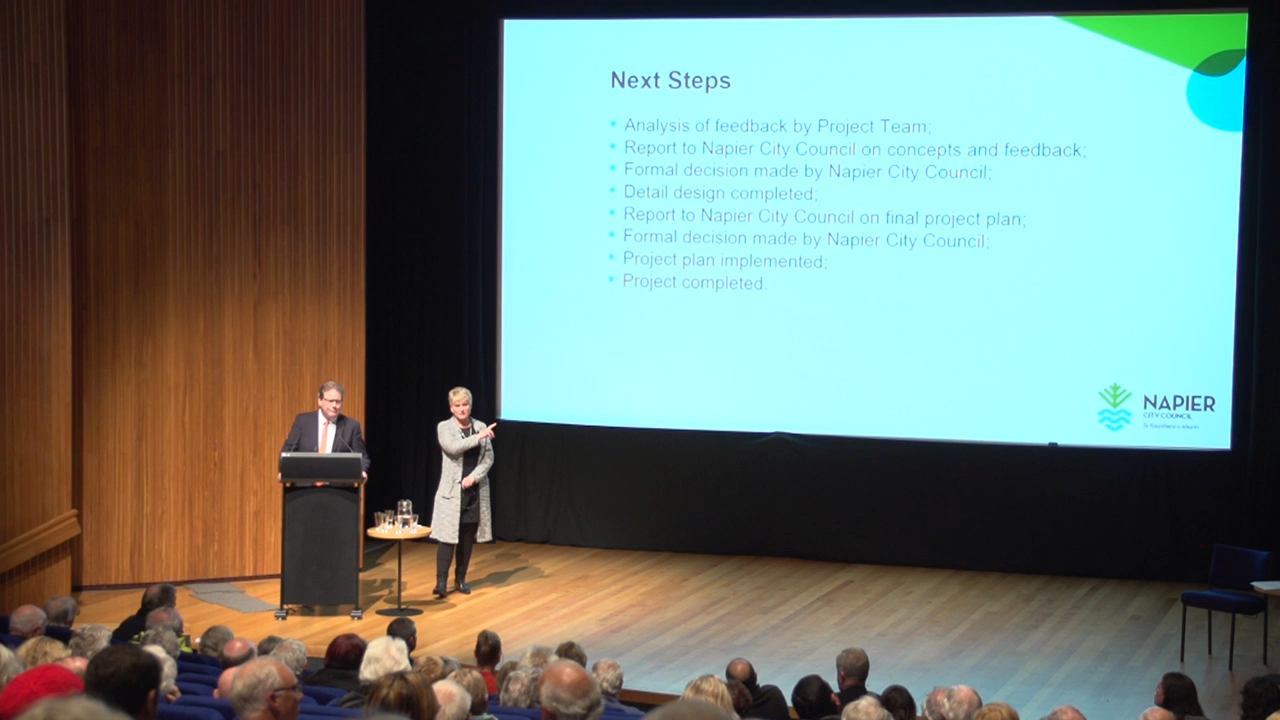 Next Steps
Analysis of feedback by Project Team;
Report to Napier City Council on concepts and feedback;
Formal decision made by Napier City Council;
Detail design completed;
Report to Napier City Council on final project plan;
Formal decision made by Napier City Council;
Project plan implemented;
Project completed.
NAPIER
CITY COUNCIL